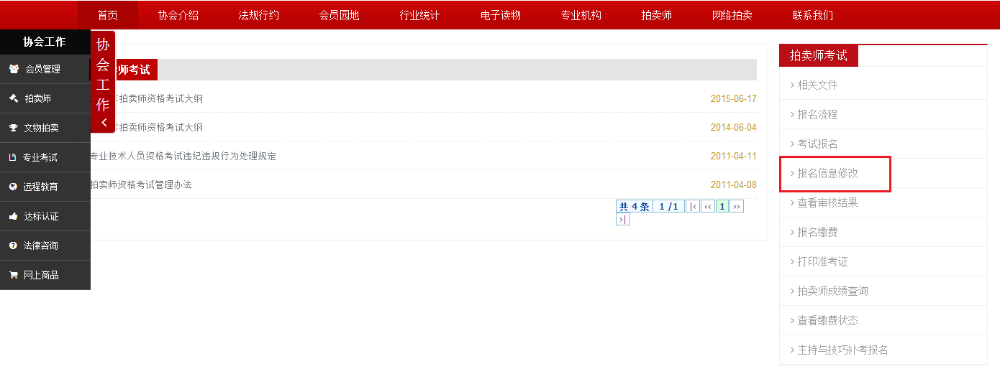 首页 协会介绍 法规行约 会员园地 行业统计 电子读物 专业机构 拍卖师 网络拍卖 联系我们
协会工作
会员管理
拍卖师
文物拍卖
专业考试
远程教育
达标认证
法律咨询
网上商品
协会工作
师考试
拍卖师资格考试大纲 2015-06-17
拍卖师资格考试大纲 2014-06-04
专业技术人员资格考试违纪违规行为处理规定 2011-04-11
拍卖师资格考试管理办法 2011-04-08
共 4 条 1 /1 |‹ ‹‹ 1 ››
›|
拍卖师考试
› 相关文件
› 报名流程
› 考试报名
› 报名信息修改
› 查看审核结果
› 报名缴费
› 打印准考证
› 拍卖师成绩查询
› 查看缴费状态
› 主持与技巧补考报名